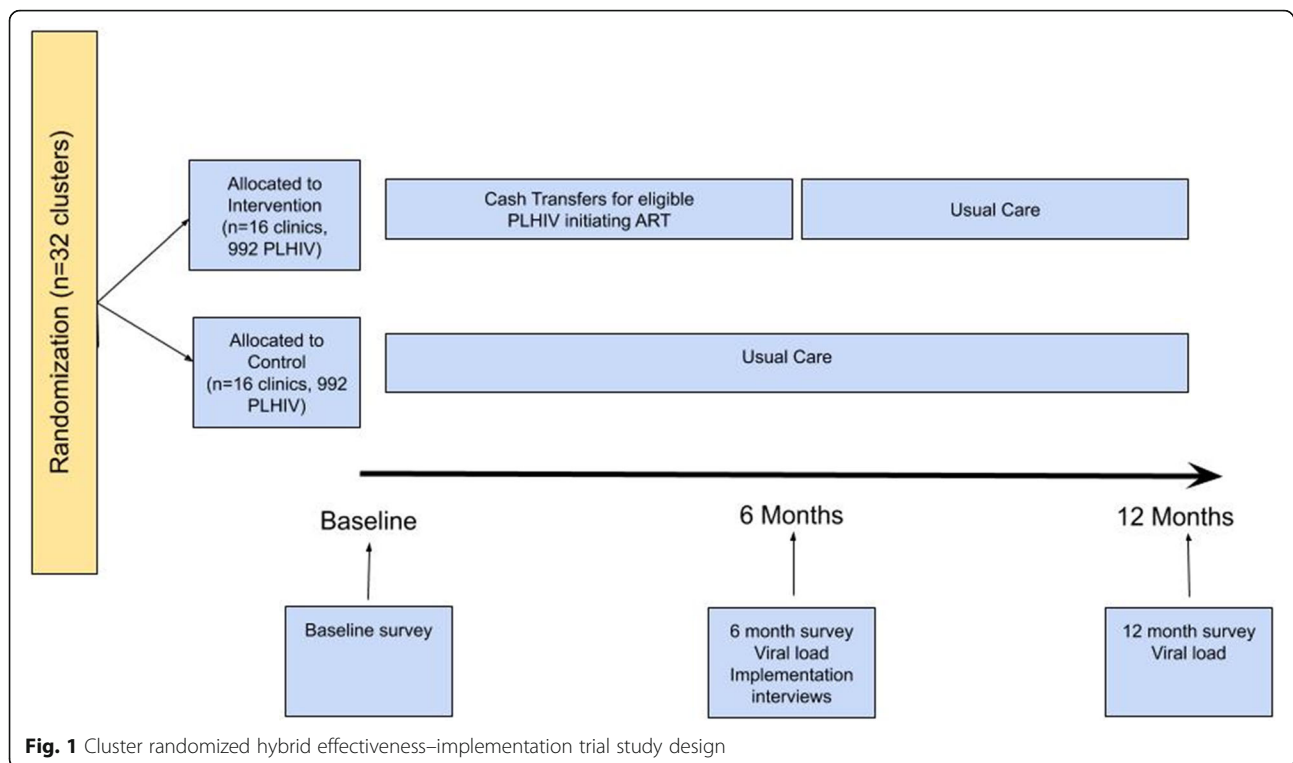 Randomization (n=32 clusters)
Allocated to
Intervention
(n=16 clinics,
992 PLHIV)
Cash Transfers for eligible
PLHIV initiating ART
Usual Care
Allocated to
Control
(n=16 clinics, 992
PLHIV)
Usual Care
Baseline
6 Months
12 Months
Baseline survey
6 month survey
Viral load
Implementation
interviews
12 month survey
Viral load
Fig. 1 Cluster randomized hybrid effectiveness–implementation trial study design